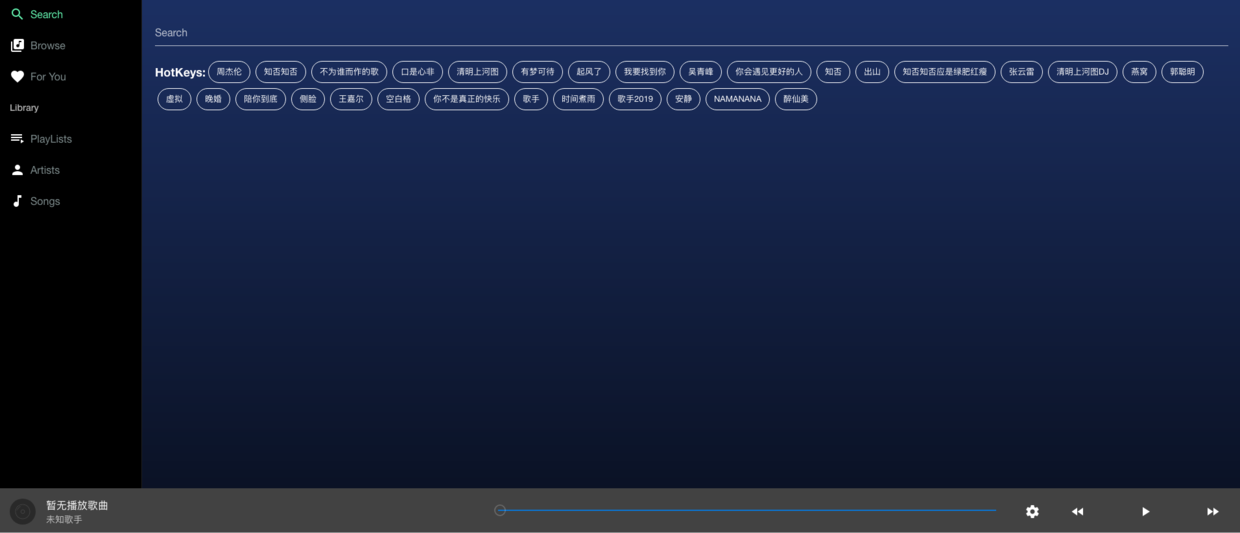 Search
Browse
For You
Library
PlayLists
Artists
Songs
Search
HotKeys: 周杰伦 知否知否 不为谁而作的歌 口是心非 清明上河图 有梦可待 起风了 我要找到你 吴青峰 你会遇见更好的人 知否 出山 知否知否应是绿肥红瘦 张云雷 清明上河图DJ 燕窝 郭聪明
虚拟 晚婚 陪你到底 侧脸 王嘉尔 空白格 你不是真正的快乐 歌手 时间煮雨 歌手2019 安静 NAMANANA 醉仙美
暂无播放歌曲
未知歌手